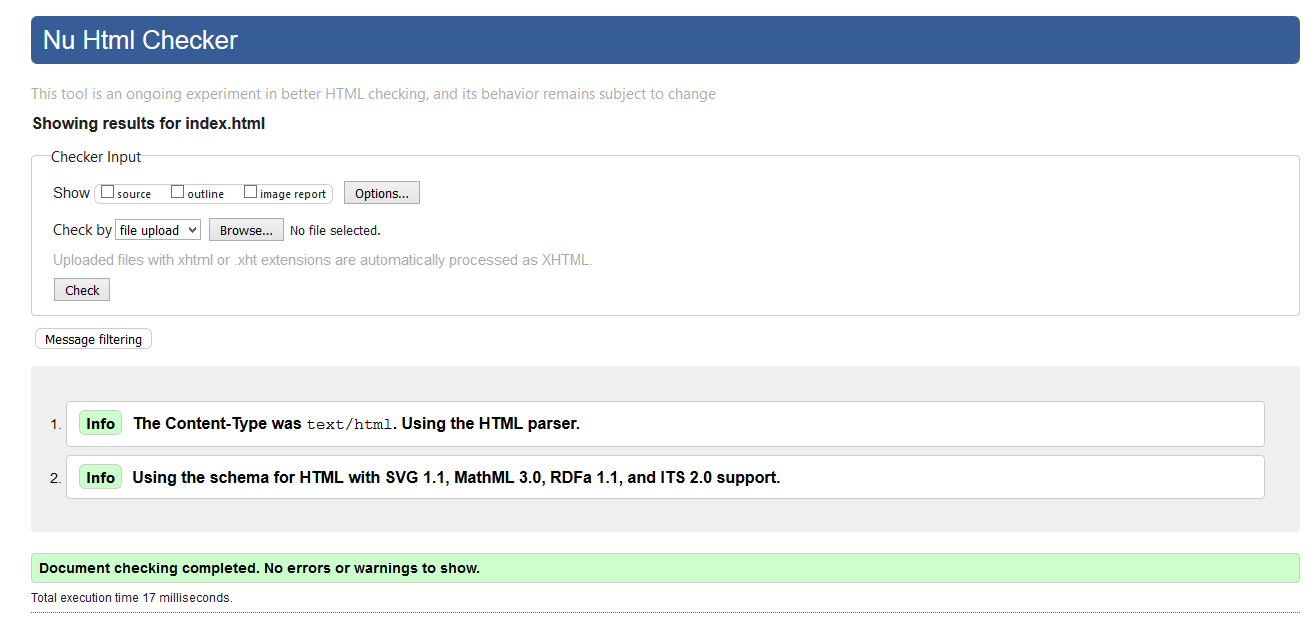 Nu Html Checker
This tool is an ongoing experiment in better HTML checking, and its behavior remains subject to change
Showing results for index.html
Checker Input
Show source outline image report Options...
Check by file upload Browse... No file selected.
Uploaded files with xhtml or .xht extensions are automatically processed as XHTML.
Check
Message filtering
1. Info The Content-Type was text/html. Using the HTML parser.
2. Info Using the schema for HTML with SVG 1.1, MathML 3.0, RDFa 1.1, and ITS 2.0 support.
Document checking completed. No errors or warnings to show.
Total execution time 17 milliseconds.